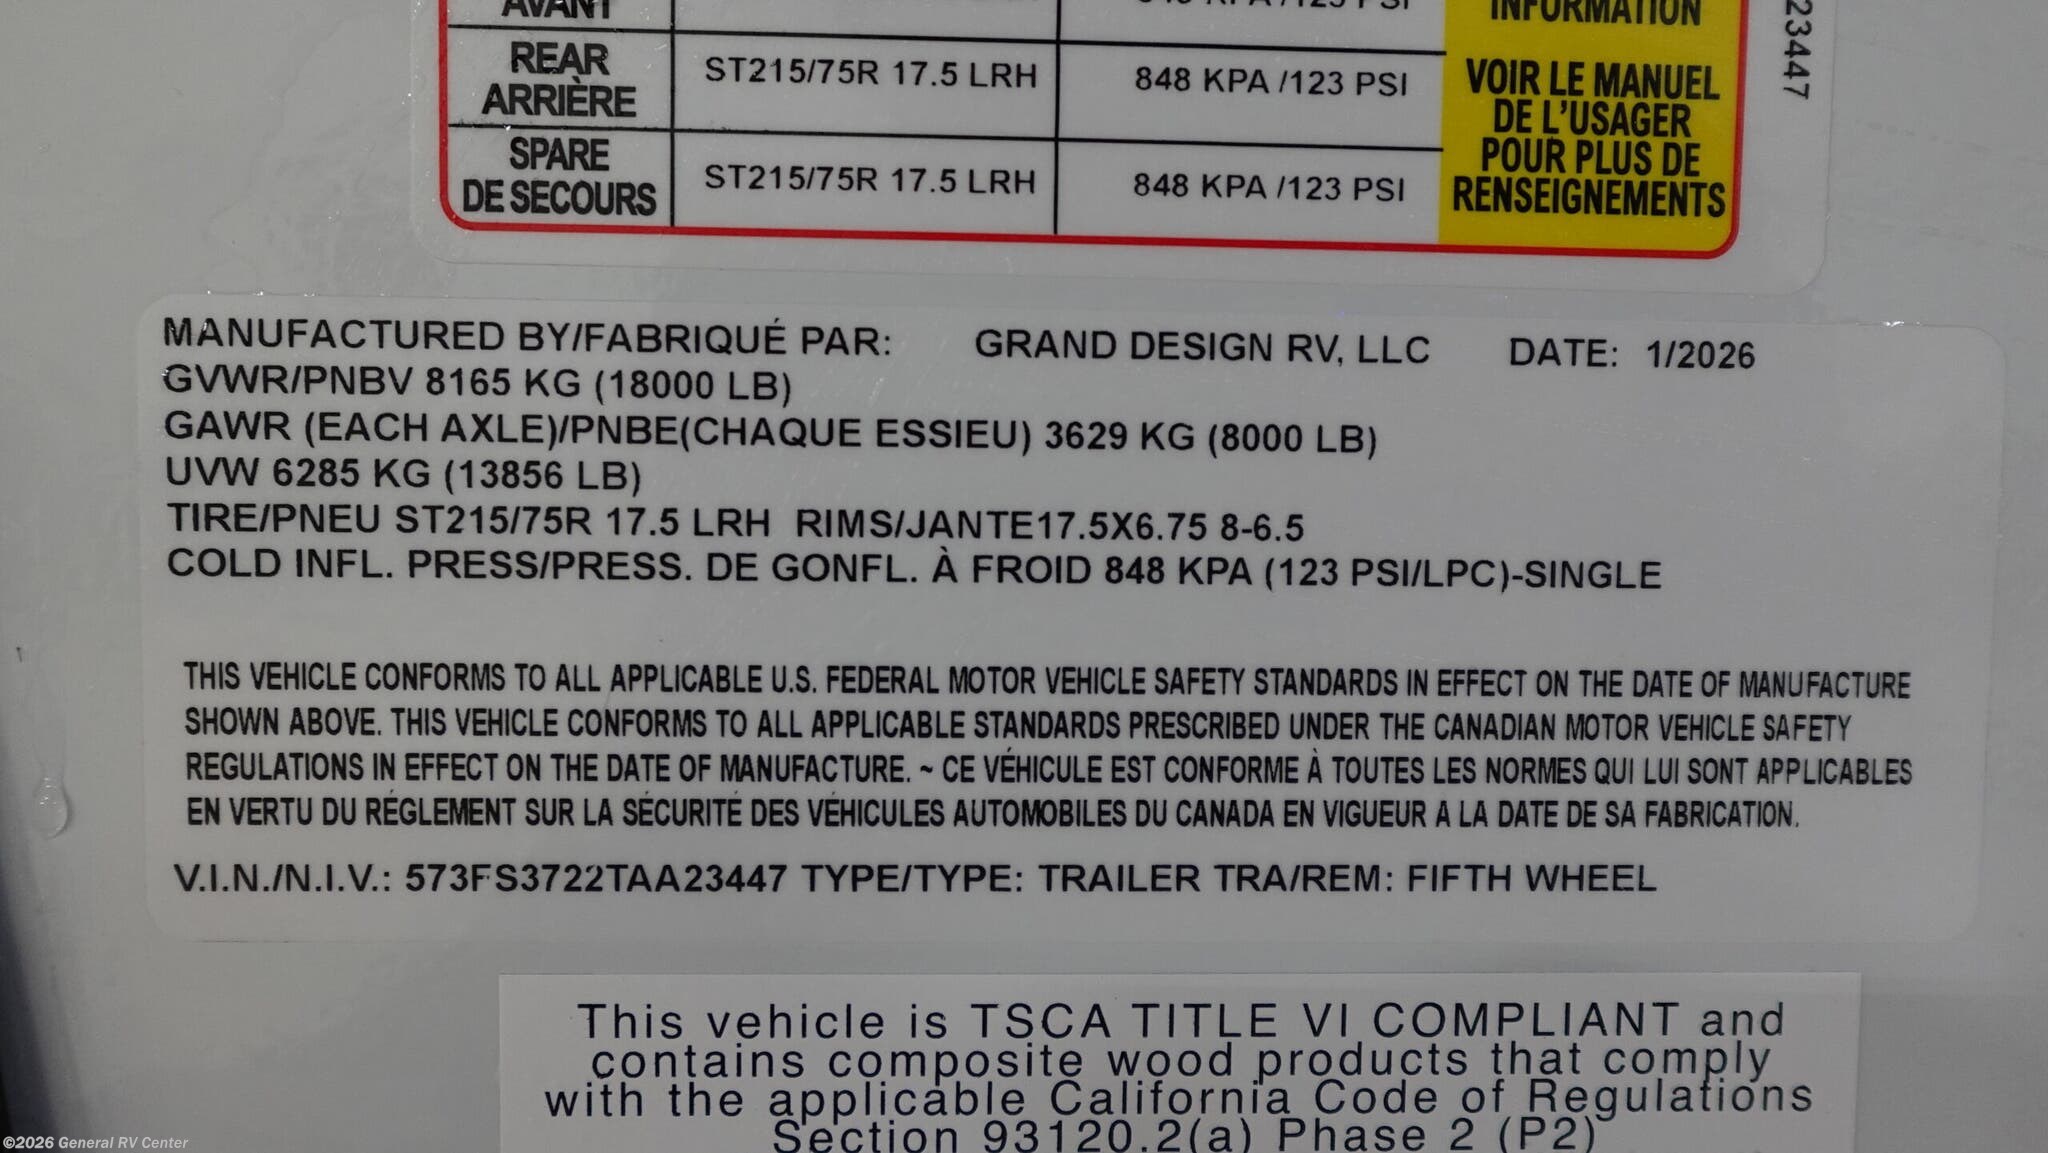 AVANT 848 KPA /123 PSI INFORMATION
REAR
ARRIÈRE
ST215/75R 17.5 LRH 848 KPA /123 PSI
SPARE
DE SECOURS
ST215/75R 17.5 LRH 848 KPA /123 PSI
VOIR LE MANUEL
DE L'USAGER
POUR PLUS DE
RENSEIGNEMENTS
23447
MANUFACTURED BY/FABRIQUÉ PAR: GRAND DESIGN RV, LLC DATE: 1/2026
GVWR/PNBV 8165 KG (18000 LB)
GAWR (EACH AXLE)/PNBE(CHAQUE ESSIEU) 3629 KG (8000 LB)
UVW 6285 KG (13856 LB)
TIRE/PNEU ST215/75R 17.5 LRH RIMS/JANTE17.5X6.75 8-6.5
COLD INFL. PRESS/PRESS. DE GONFL. À FROID 848 KPA (123 PSI/LPC)-SINGLE
THIS VEHICLE CONFORMS TO ALL APPLICABLE U.S. FEDERAL MOTOR VEHICLE SAFETY STANDARDS IN EFFECT ON THE DATE OF MANUFACTURE
SHOWN ABOVE. THIS VEHICLE CONFORMS TO ALL APPLICABLE STANDARDS PRESCRIBED UNDER THE CANADIAN MOTOR VEHICLE SAFETY
REGULATIONS IN EFFECT ON THE DATE OF MANUFACTURE. ~ CE VÉHICULE EST CONFORME À TOUTES LES NORMES QUI LUI SONT APPLICABLES
EN VERTU DU RÉGLEMENT SUR LA SÉCURITÉ DES VÉHICULES AUTOMOBILES DU CANADA EN VIGUEUR A LA DATE DE SA FABRICATION.
V.I.N./N.I.V.: 573FS3722TAA23447 TYPE/TYPE: TRAILER TRA/REM: FIFTH WHEEL
This vehicle is TSCA TITLE VI COMPLIANT and
contains composite wood products that comply
with the applicable California Code of Regulations
Section 93120.2(a) Phase 2 (P2)
©2026 General RV Center